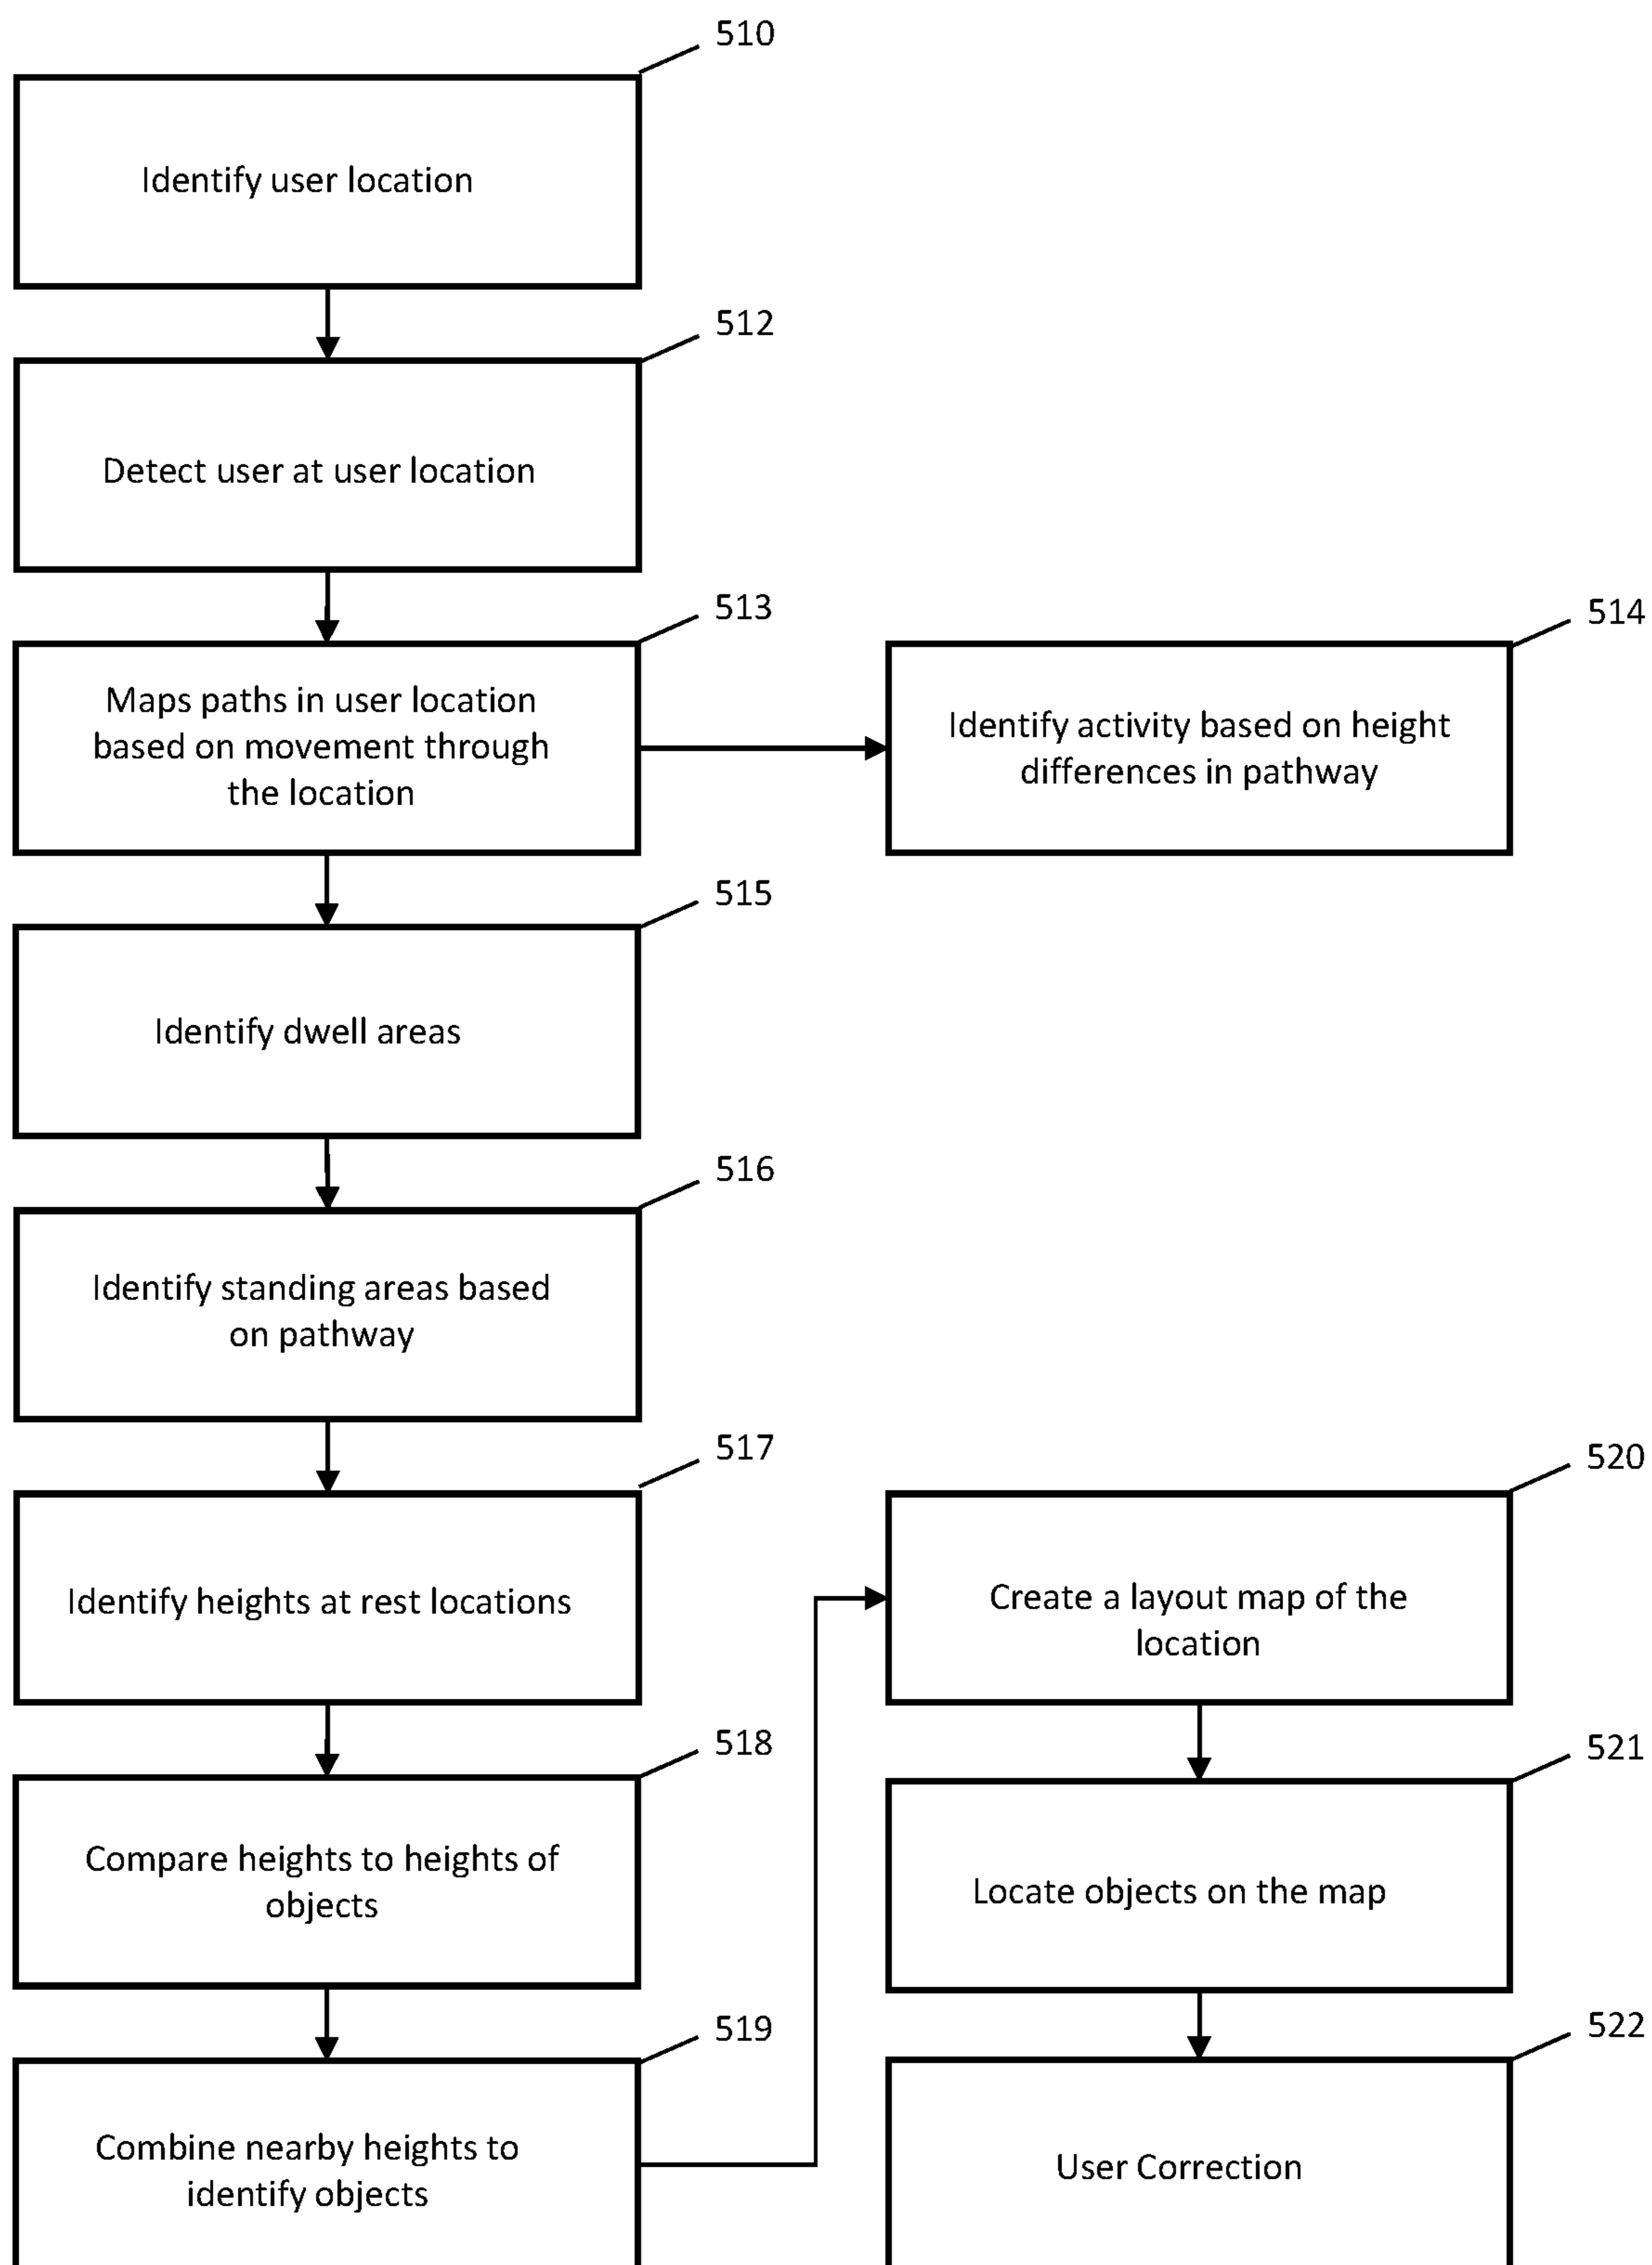 510
Identify user location
512
Detect user at user location
513
Maps paths in user location
based on movement through
the location
514
Identify activity based on height
differences in pathway
515
Identify dwell areas
516
Identify standing areas based
on pathway
517
Identify heights at rest locations
518
Compare heights to heights of
objects
519
Combine nearby heights to
identify objects
520
Create a layout map of the
location
521
Locate objects on the map
522
User Correction